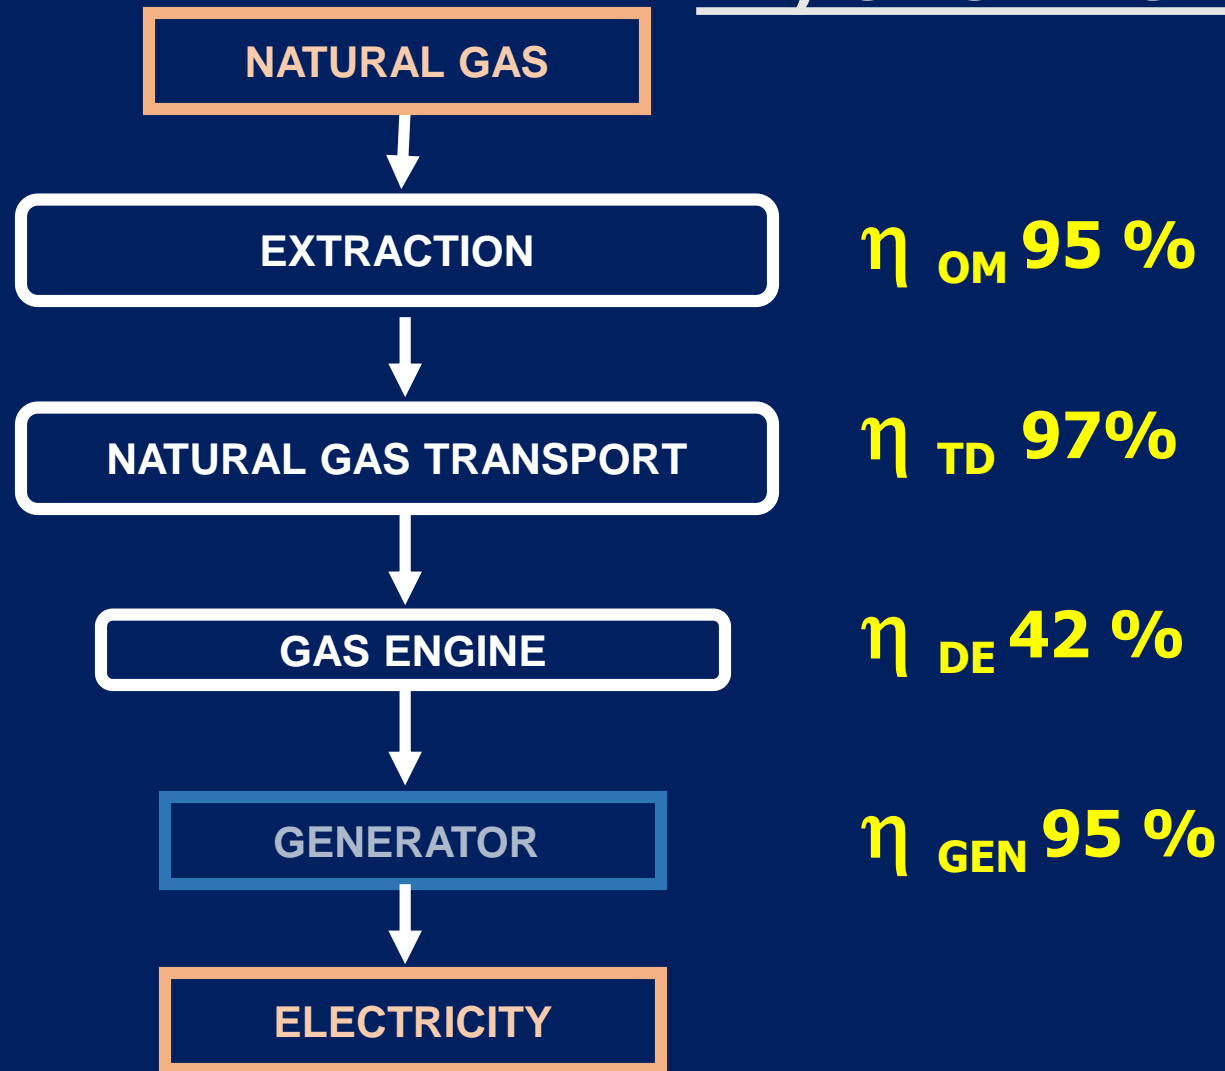 NATURAL GAS
EXTRACTION
η OM 95 %
NATURAL GAS TRANSPORT
η TD 97%
GAS ENGINE
η DE 42 %
GENERATOR
η GEN 95 %
ELECTRICITY